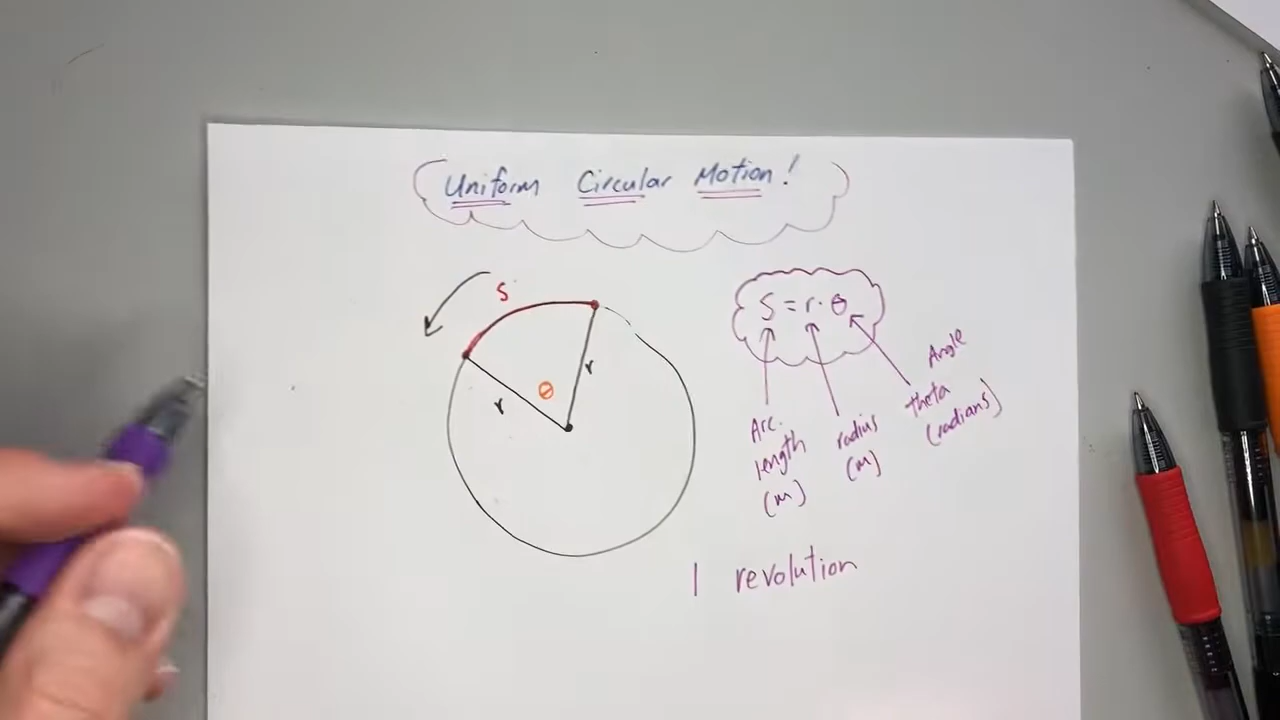 Uniform Circular Motion!
S
r
θ
r
S = r · θ
Arc.
length
(m)
radius
(m)
Angle
theta
(radians)
1 revolution